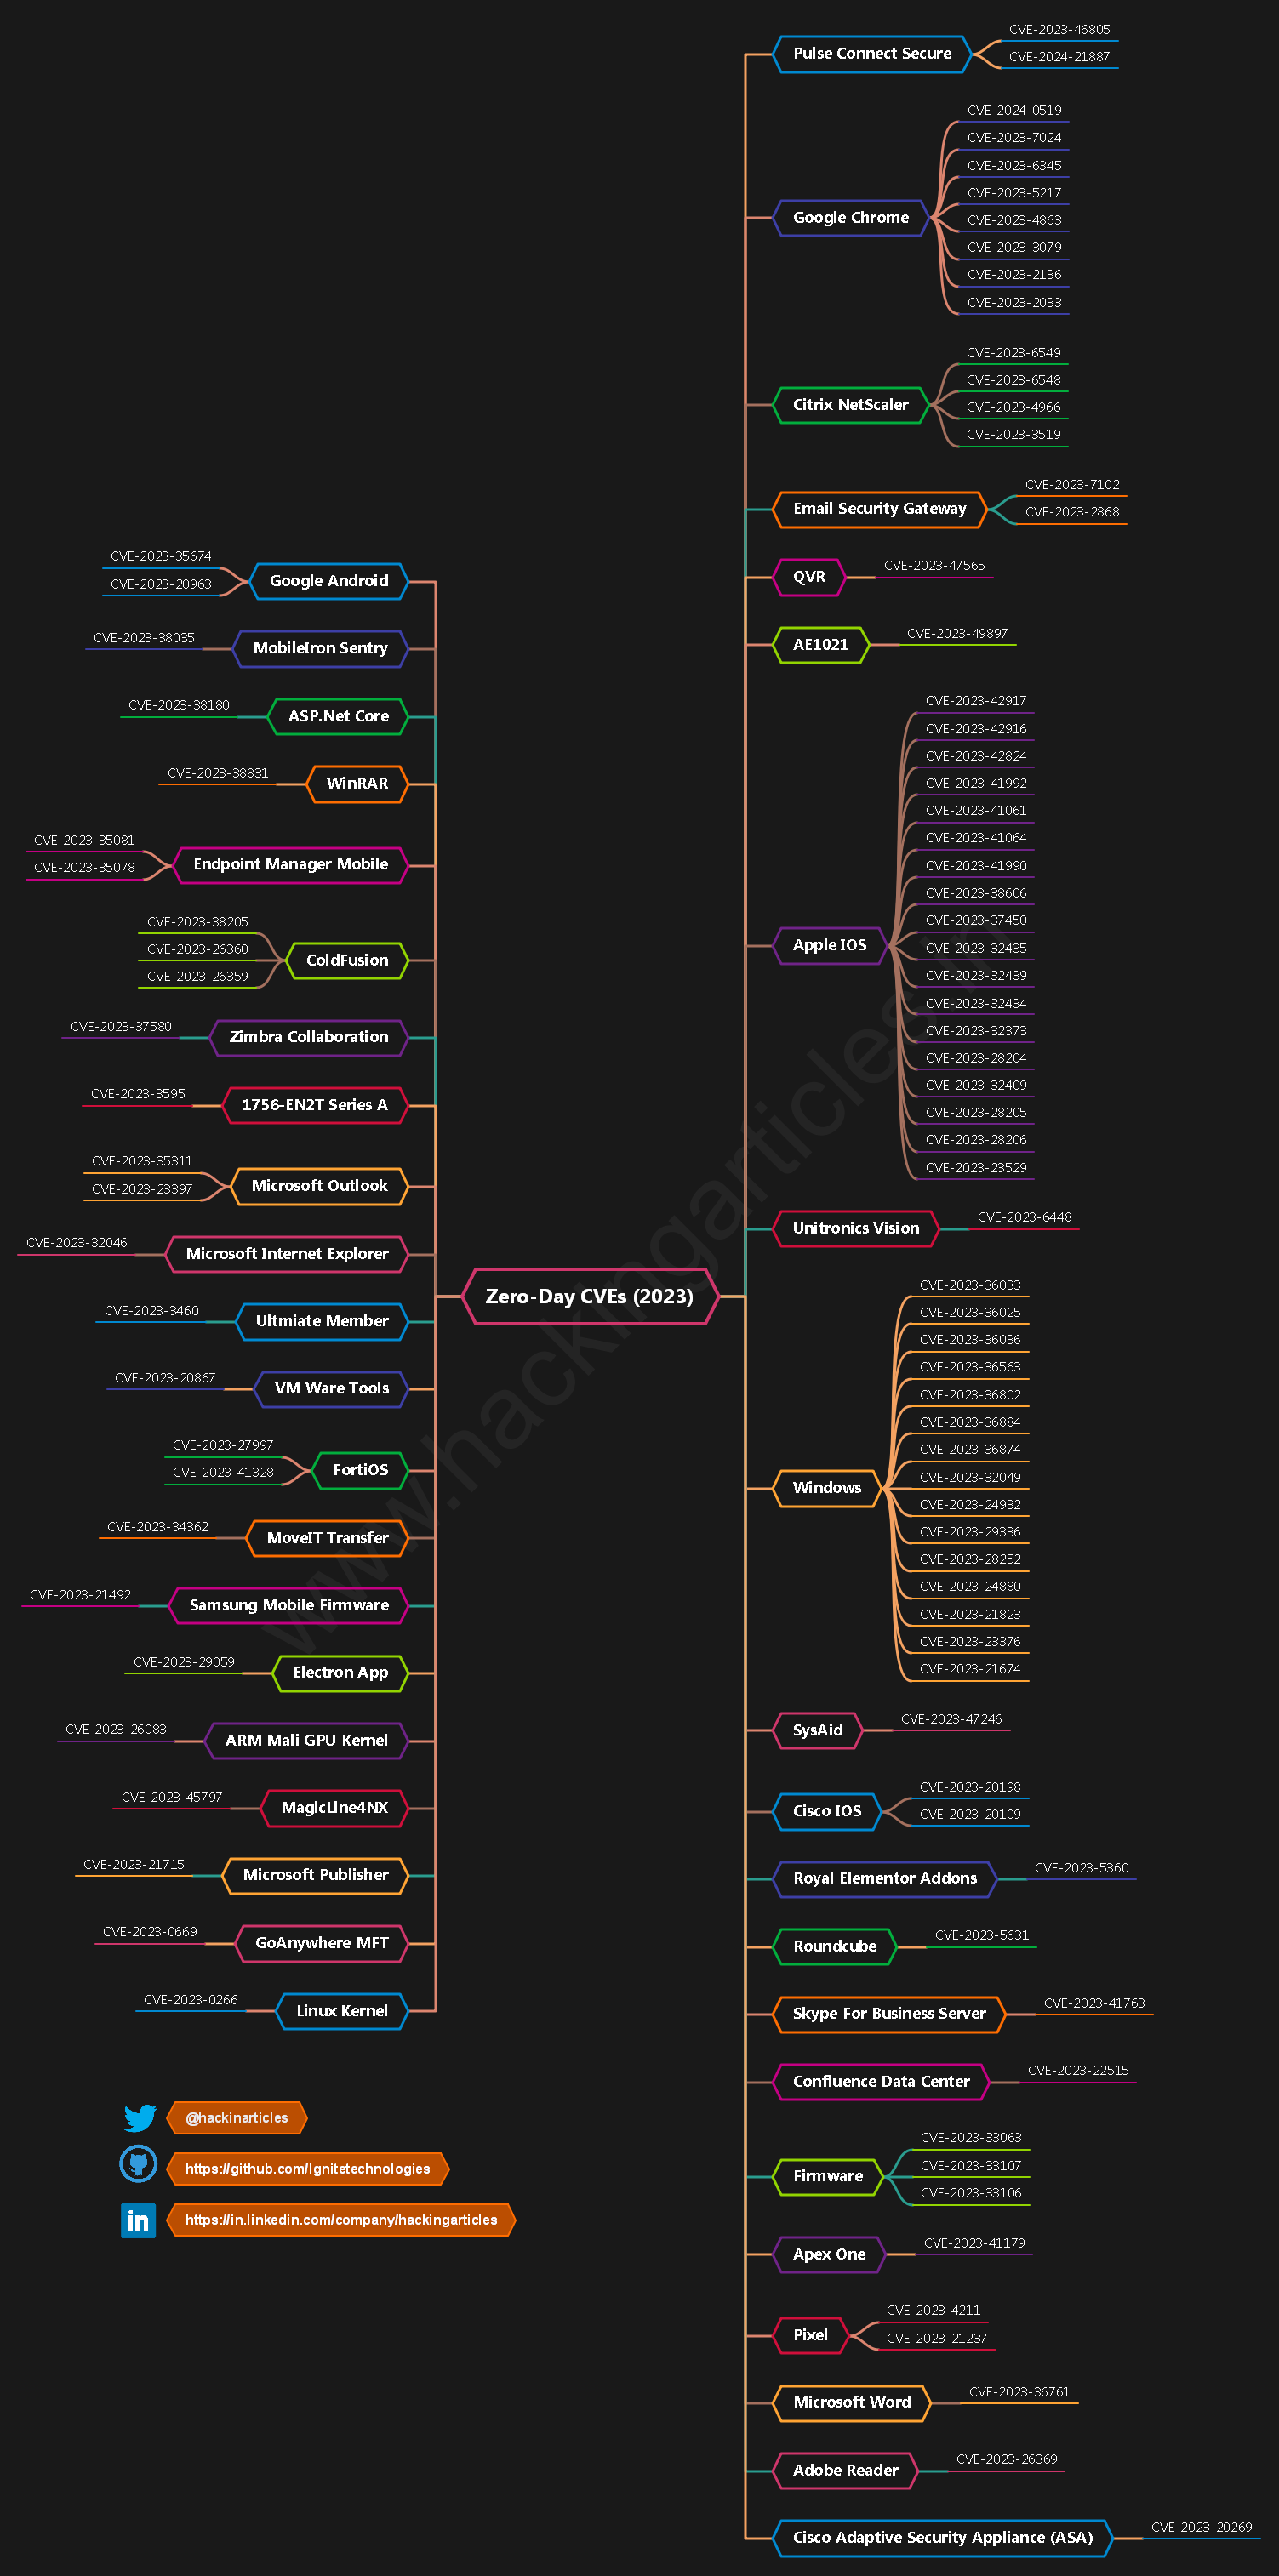 Zero-Day CVEs (2023)
Pulse Connect Secure
CVE-2023-46805
CVE-2024-21887
Google Chrome
CVE-2024-0519
CVE-2023-7024
CVE-2023-6345
CVE-2023-5217
CVE-2023-4863
CVE-2023-3079
CVE-2023-2136
CVE-2023-2033
Citrix NetScaler
CVE-2023-6549
CVE-2023-6548
CVE-2023-4966
CVE-2023-3519
Email Security Gateway
CVE-2023-7102
CVE-2023-2868
QVR
CVE-2023-47565
AE1021
CVE-2023-49897
Apple IOS
CVE-2023-42917
CVE-2023-42916
CVE-2023-42824
CVE-2023-41992
CVE-2023-41061
CVE-2023-41064
CVE-2023-41990
CVE-2023-38606
CVE-2023-37450
CVE-2023-32435
CVE-2023-32439
CVE-2023-32434
CVE-2023-32373
CVE-2023-28204
CVE-2023-32409
CVE-2023-28205
CVE-2023-28206
CVE-2023-23529
Unitronics Vision
CVE-2023-6448
Windows
CVE-2023-36033
CVE-2023-36025
CVE-2023-36036
CVE-2023-36563
CVE-2023-36802
CVE-2023-36884
CVE-2023-36874
CVE-2023-32049
CVE-2023-24932
CVE-2023-29336
CVE-2023-28252
CVE-2023-24880
CVE-2023-21823
CVE-2023-23376
CVE-2023-21674
SysAid
CVE-2023-47246
Cisco IOS
CVE-2023-20198
CVE-2023-20109
Royal Elementor Addons
CVE-2023-5360
Roundcube
CVE-2023-5631
Skype For Business Server
CVE-2023-41763
Confluence Data Center
CVE-2023-22515
Firmware
CVE-2023-33063
CVE-2023-33107
CVE-2023-33106
Apex One
CVE-2023-41179
Pixel
CVE-2023-4211
CVE-2023-21237
Microsoft Word
CVE-2023-36761
Adobe Reader
CVE-2023-26369
Cisco Adaptive Security Appliance (ASA)
CVE-2023-20269
Google Android
CVE-2023-35674
CVE-2023-20963
MobileIron Sentry
CVE-2023-38035
ASP.Net Core
CVE-2023-38180
WinRAR
CVE-2023-38831
Endpoint Manager Mobile
CVE-2023-35081
CVE-2023-35078
ColdFusion
CVE-2023-38205
CVE-2023-26360
CVE-2023-26359
Zimbra Collaboration
CVE-2023-37580
1756-EN2T Series A
CVE-2023-3595
Microsoft Outlook
CVE-2023-35311
CVE-2023-23397
Microsoft Internet Explorer
CVE-2023-32046
Ultmiate Member
CVE-2023-3460
VM Ware Tools
CVE-2023-20867
FortiOS
CVE-2023-27997
CVE-2023-41328
MoveIT Transfer
CVE-2023-34362
Samsung Mobile Firmware
CVE-2023-21492
Electron App
CVE-2023-29059
ARM Mali GPU Kernel
CVE-2023-26083
MagicLine4NX
CVE-2023-45797
Microsoft Publisher
CVE-2023-21715
GoAnywhere MFT
CVE-2023-0669
Linux Kernel
CVE-2023-0266
@hackinarticles
https://github.com/Ignitetechnologies
in
https://in.linkedin.com/company/hackingarticles
www.hackingarticles.in